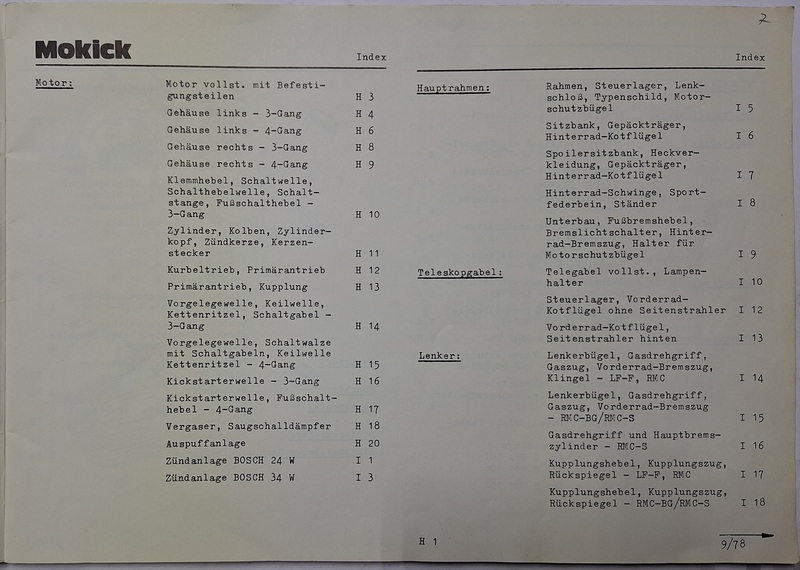 2
Mokick
Index
Motor:
Motor vollst. mit Befesti-
gungsteilen H 3
Gehäuse links - 3-Gang H 4
Gehäuse links - 4-Gang H 6
Gehäuse rechts - 3-Gang H 8
Gehäuse rechts - 4-Gang H 9
Klemmhebel, Schaltwelle,
Schalthebelwelle, Schalt-
stange, Fußschalthebel -
3-Gang H 10
Zylinder, Kolben, Zylinder-
kopf, Zündkerze, Kerzen-
stecker H 11
Kurbeltrieb, Primärantrieb H 12
Primärantrieb, Kupplung H 13
Vorgelegewelle, Keilwelle,
Kettenritzel, Schaltgabel -
3-Gang H 14
Vorgelegewelle, Schaltwalze
mit Schaltgabeln, Keilwelle
Kettenritzel - 4-Gang H 15
Kickstarterwelle - 3-Gang H 16
Kickstarterwelle, Fußschalt-
hebel - 4-Gang H 17
Vergaser, Saugschalldämpfer H 18
Auspuffanlage H 20
Zündanlage BOSCH 24 W I 1
Zündanlage BOSCH 34 W I 3
Index
Hauptrahmen:
Rahmen, Steuerlager, Lenk-
schloß, Typenschild, Motor-
schutzbügel I 5
Sitzbank, Gepäckträger,
Hinterrad-Kotflügel I 6
Spoilersitzbank, Heckver-
kleidung, Gepäckträger,
Hinterrad-Kotflügel I 7
Hinterrad-Schwinge, Sport-
federbein, Ständer I 8
Unterbau, Fußbremshebel,
Bremslichtschalter, Hinter-
rad-Bremszug, Halter für
Motorschutzbügel I 9
Teleskopgabel:
Telegabel vollst., Lampen-
halter I 10
Steuerlager, Vorderrad-
Kotflügel ohne Seitenstrahler I 12
Vorderrad-Kotflügel,
Seitenstrahler hinten I 13
Lenker:
Lenkerbügel, Gasdrehgriff,
Gaszug, Vorderrad-Bremszug,
Klingel - LF-F, RMC I 14
Lenkerbügel, Gasdrehgriff,
Gaszug, Vorderrad-Bremszug
- RMC-BG/RMC-S I 15
Gasdrehgriff und Hauptbrems-
zylinder - RMC-S I 16
Kupplungshebel, Kupplungszug,
Rückspiegel - LF-F, RMC I 17
Kupplungshebel, Kupplungszug,
Rückspiegel - RMC-BG/RMC-S I 18
H 1
9/78